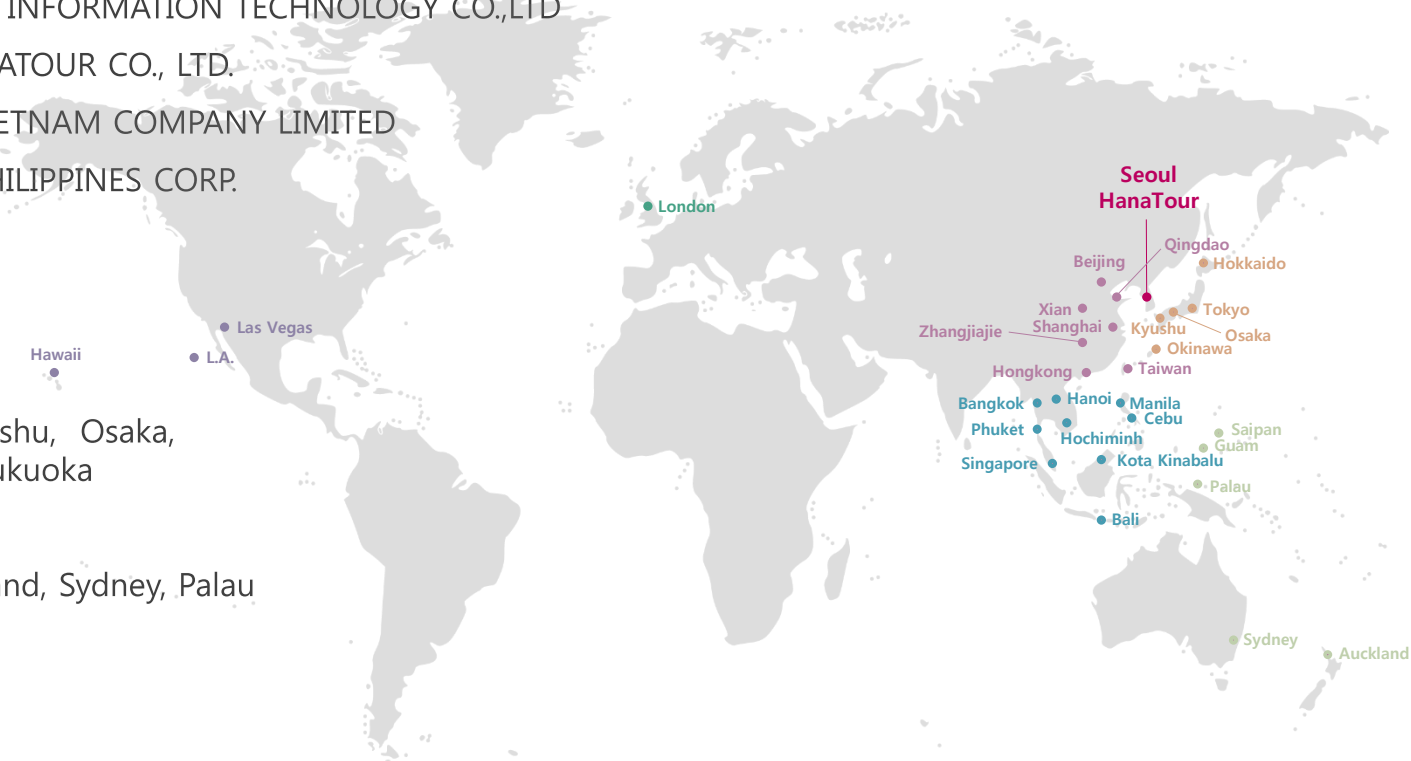 INFORMATION TECHNOLOGY CO.,LTD
ATOUR CO., LTD.
ETNAM COMPANY LIMITED
HILIPPINES CORP.
Seoul
HanaTour
London
Qingdao
Beijing
Hokkaido
Xian
Tokyo
Las Vegas
Shanghai
Kyushu
Zhangjiajie
Osaka
Hawaii
L.A.
Okinawa
Hongkong
Taiwan
Bangkok
Hanoi
Manila
Cebu
Phuket
Saipan
shu, Osaka,
Hochiminh
Guam
Singapore
Kota Kinabalu
ukuoka
Palau
Bali
and, Sydney, Palau
Sydney
Auckland